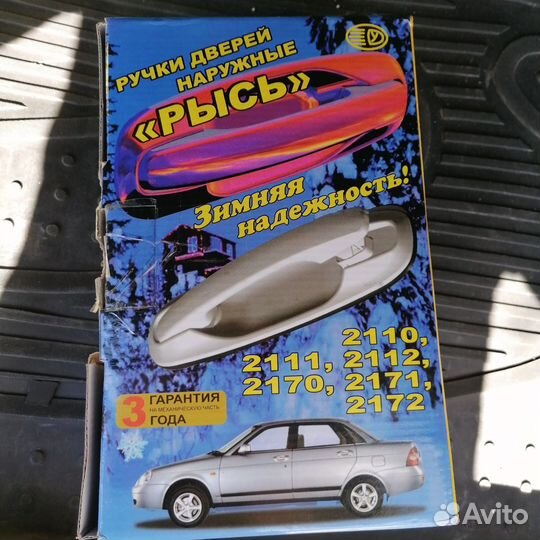 РУЧКИ ДВЕРЕЙ
НАРУЖНЫЕ
«РЫСЬ»
Зимняя
надежность!
2110,
2111, 2112,
2170, 2171,
2172
3 ГАРАНТИЯ
НА МЕХАНИЧЕСКУЮ ЧАСТЬ
ГОДА
Avito